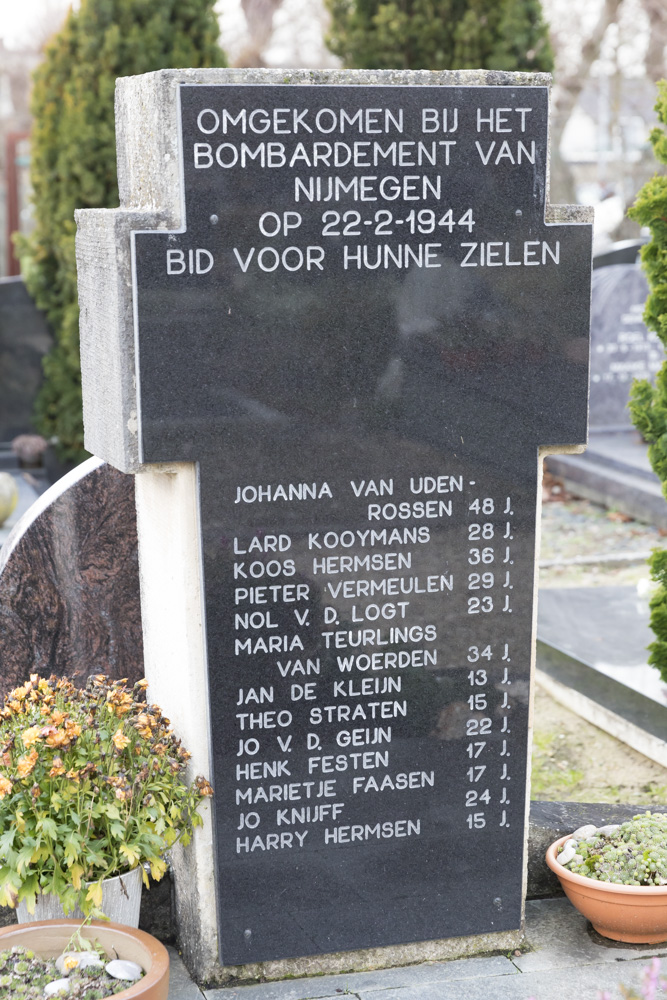 OMGEKOMEN BIJ HET
BOMBARDEMENT VAN
NIJMEGEN
OP 22-2-1944
BID VOOR HUNNE ZIELEN
JOHANNA VAN UDEN-
ROSSEN 48 J.
LARD KOOYMANS 28 J.
KOOS HERMSEN 36 J.
PIETER VERMEULEN 29 J.
NOL V. D. LOGT 23 J.
MARIA TEURLINGS
VAN WOERDEN 34 J.
JAN DE KLEIJN 13 J.
THEO STRATEN 15 J.
JO V. D. GEIJN 22 J.
HENK FESTEN 17 J.
MARIETJE FAASEN 17 J.
JO KNIJFF 24 J.
HARRY HERMSEN 15 J.